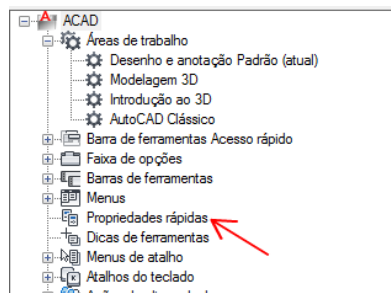 ACAD
Áreas de trabalho
Desenho e anotação Padrão (atual)
Modelagem 3D
Introdução ao 3D
AutoCAD Clássico
Barra de ferramentas Acesso rápido
Faixa de opções
Barras de ferramentas
Menus
Propriedades rápidas
Dicas de ferramentas
Menus de atalho
Atalhos do teclado